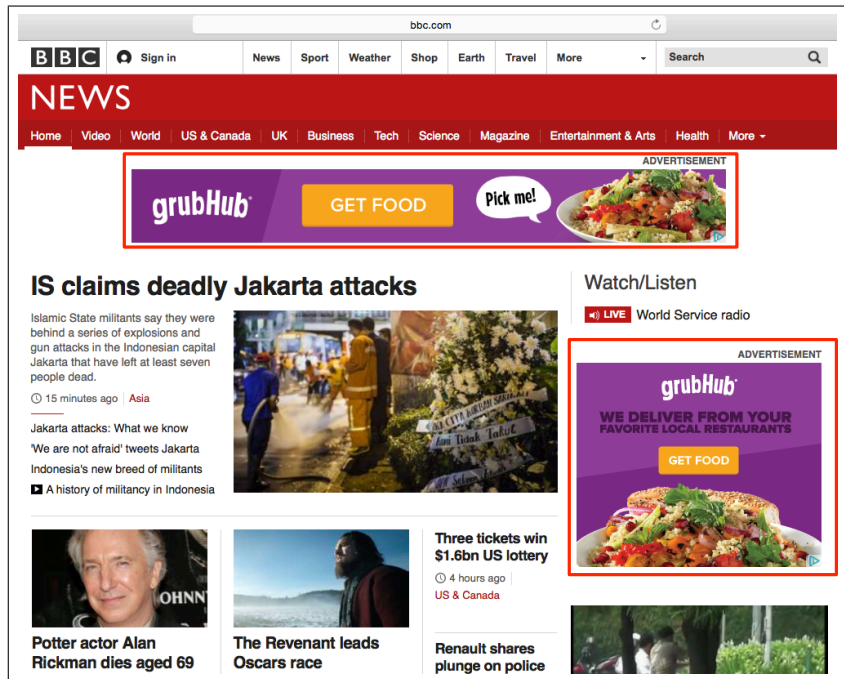 bbc.com
BBC Sign in News Sport Weather Shop Earth Travel More Search
NEWS
Home Video World US & Canada UK Business Tech Science Magazine Entertainment & Arts Health More
ADVERTISEMENT
grubHub
GET FOOD
Pick me!
IS claims deadly Jakarta attacks
Islamic State militants say they were
behind a series of explosions and
gun attacks in the Indonesian capital
Jakarta that have left at least seven
people dead.
15 minutes ago Asia
Jakarta attacks: What we know
'We are not afraid' tweets Jakarta
Indonesia's new breed of militants
A history of militancy in Indonesia
Kami Tidak Takut
Watch/Listen
LIVE World Service radio
ADVERTISEMENT
grubHub
WE DELIVER FROM YOUR
FAVORITE LOCAL RESTAURANTS
GET FOOD
OHNN
Potter actor Alan
Rickman dies aged 69
The Revenant leads
Oscars race
Three tickets win
$1.6bn US lottery
4 hours ago
US & Canada
Renault shares
plunge on police